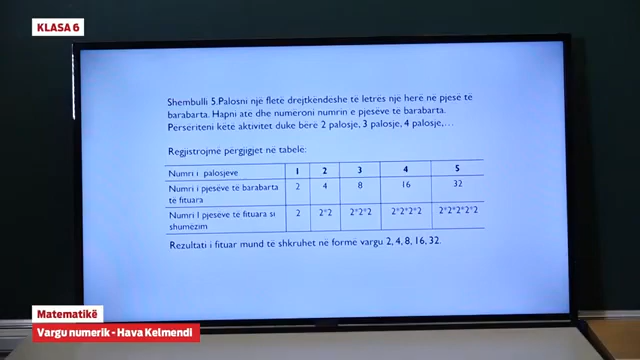 KLASA 6
Shembulli 5.Palosni një fletë drejtkëndëshe të letrës një herë në pjesë të
barabarta. Hapni atë dhe numëroni numrin e pjesëve të barabarta.
Përsëriteni këtë aktivitet duke bërë 2 palosje, 3 palosje, 4 palosje,...
Regjistrojmë përgjigjet në tabelë:
Numri i palosjeve 1 2 3 4 5
Numri i pjesëve të barabarta 2 4 8 16 32
të fituara
Numri I pjesëve të fituara si 2 2*2 2*2*2 2*2*2*2 2*2*2*2*2
shumëzim
Rezultati i fituar mund të shkruhet në formë vargu 2, 4, 8, 16, 32.
Matematikë
Vargu numerik - Hava Kelmendi